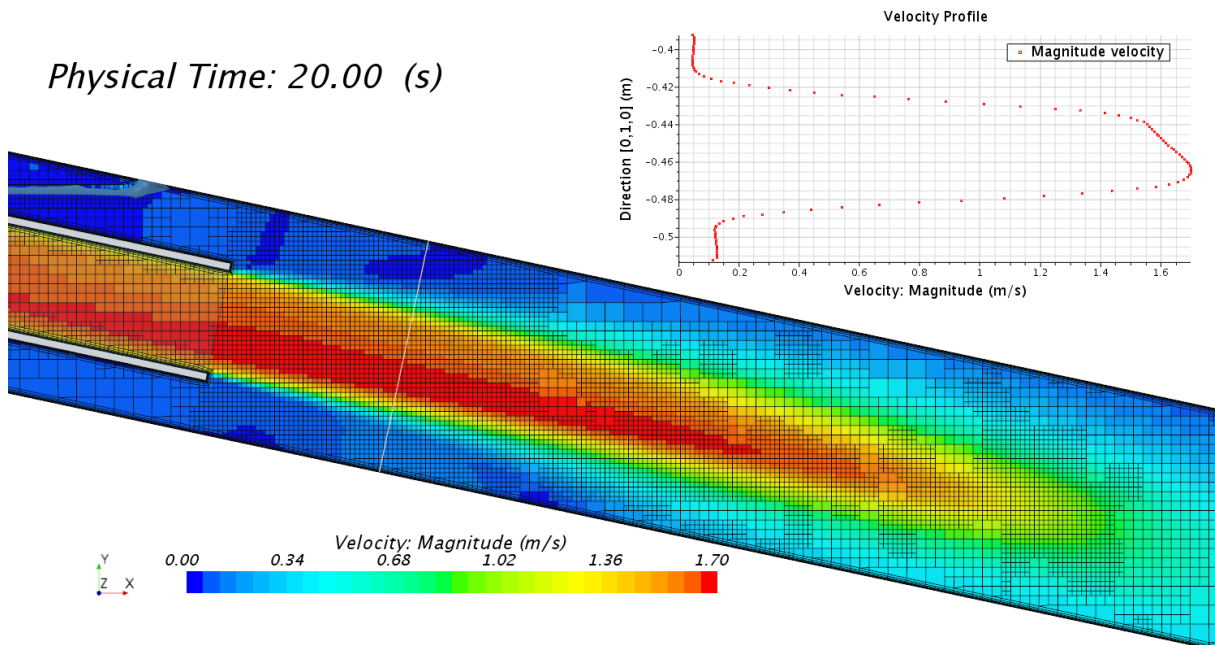 Velocity Profile
Physical Time: 20.00 (s)
Magnitude velocity
Direction [0,1,0] (m)
-0.4
-0.42
-0.44
-0.46
-0.48
-0.5
0 0.2 0.4 0.6 0.8 1 1.2 1.4 1.6
Velocity: Magnitude (m/s)
Velocity: Magnitude (m/s)
0.00 0.34 0.68 1.02 1.36 1.70
Y
Z X